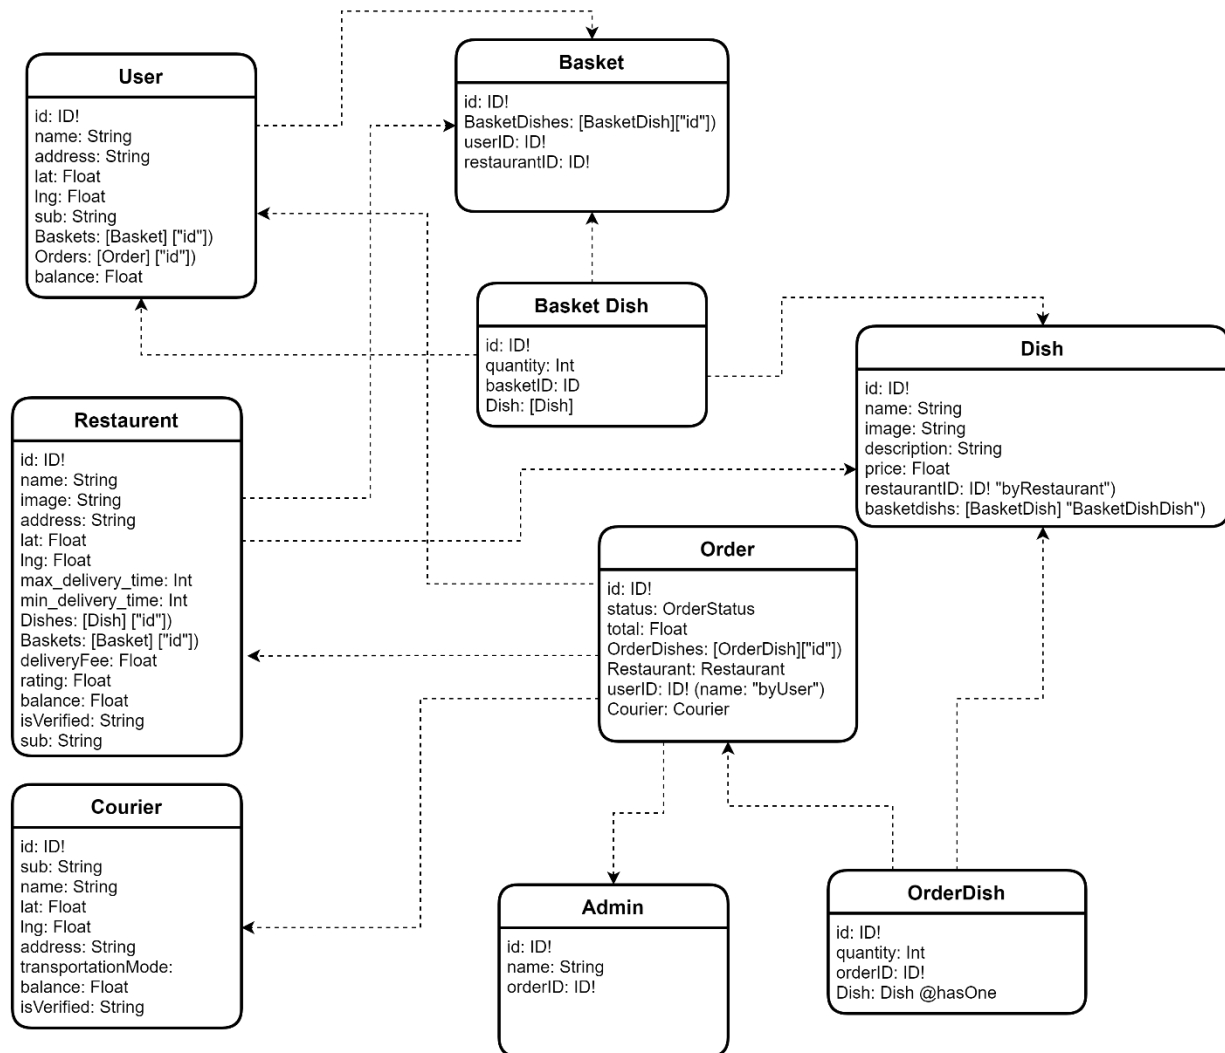 User
id: ID!
name: String
address: String
lat: Float
lng: Float
sub: String
Baskets: [Basket] ["id"])
Orders: [Order] ["id"])
balance: Float
Basket
id: ID!
BasketDishes: [BasketDish]["id"])
userID: ID!
restaurantID: ID!
Basket Dish
id: ID!
quantity: Int
basketID: ID
Dish: [Dish]
Dish
id: ID!
name: String
image: String
description: String
price: Float
restaurantID: ID! "byRestaurant")
basketdishs: [BasketDish] "BasketDishDish")
Restaurent
id: ID!
name: String
image: String
address: String
lat: Float
lng: Float
max_delivery_time: Int
min_delivery_time: Int
Dishes: [Dish] ["id"])
Baskets: [Basket] ["id"])
deliveryFee: Float
rating: Float
balance: Float
isVerified: String
sub: String
Order
id: ID!
status: OrderStatus
total: Float
OrderDishes: [OrderDish]["id"])
Restaurant: Restaurant
userID: ID! (name: "byUser")
Courier: Courier
Courier
id: ID!
sub: String
name: String
lat: Float
lng: Float
address: String
transportationMode:
balance: Float
isVerified: String
Admin
id: ID!
name: String
orderID: ID!
OrderDish
id: ID!
quantity: Int
orderID: ID!
Dish: Dish @hasOne